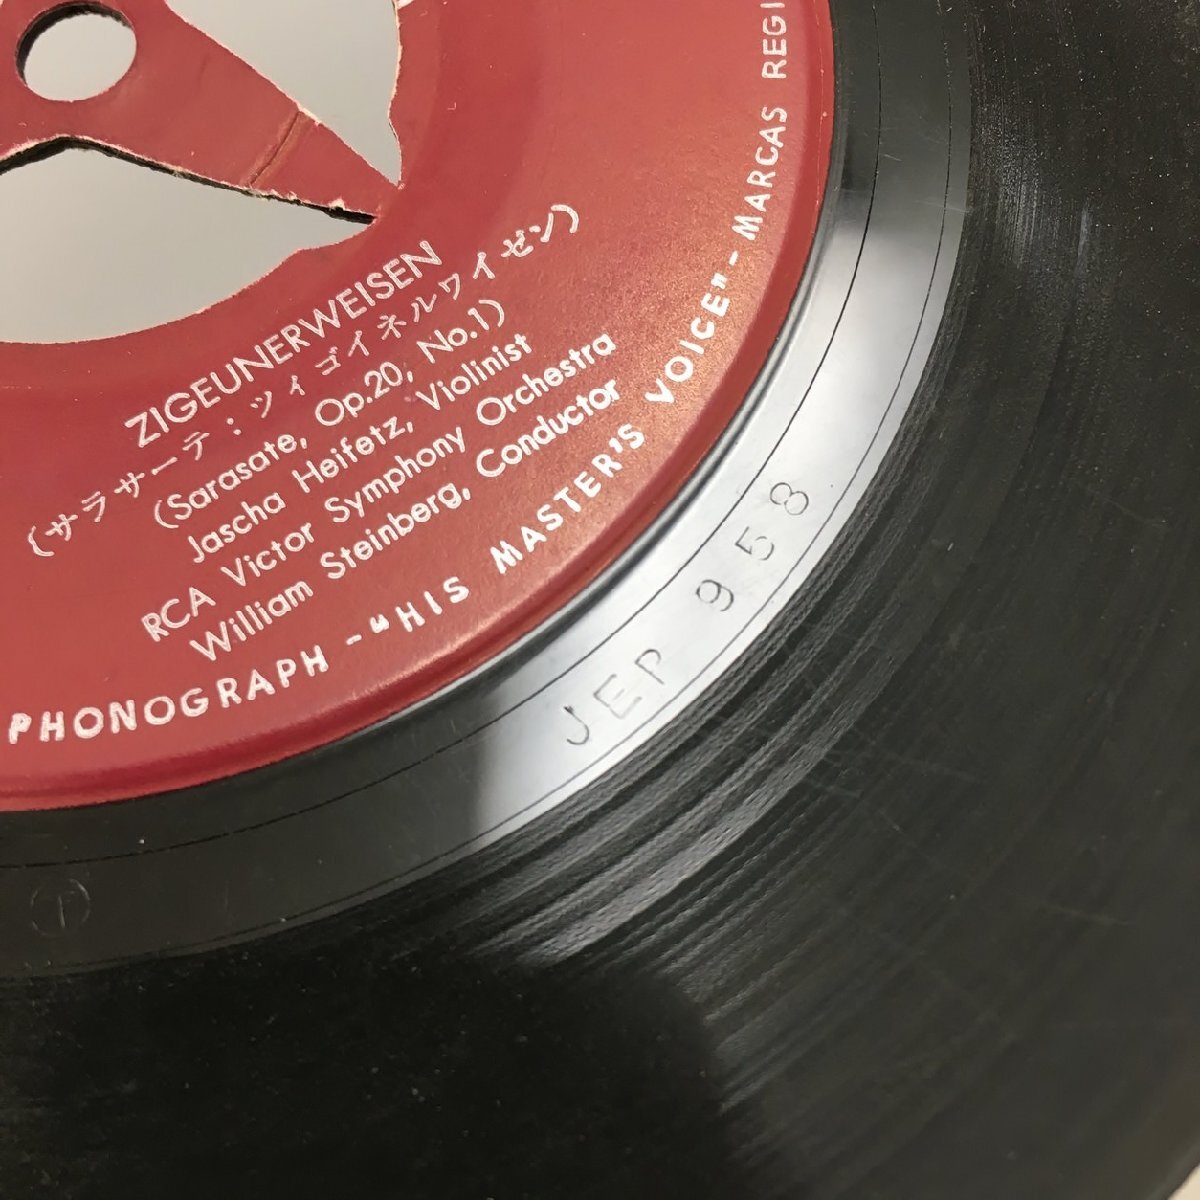 ZIGEUNERWEISEN
(サラサーテ:ツィゴイネルワイゼン)
(Sarasate, Op.20, No.1)
Jascha Heifetz, Violinist
RCA Victor Symphony Orchestra
William Steinberg, Conductor
PHONOGRAPH - "HIS MASTER'S VOICE" - MARCAS REGI
JEP 958
T